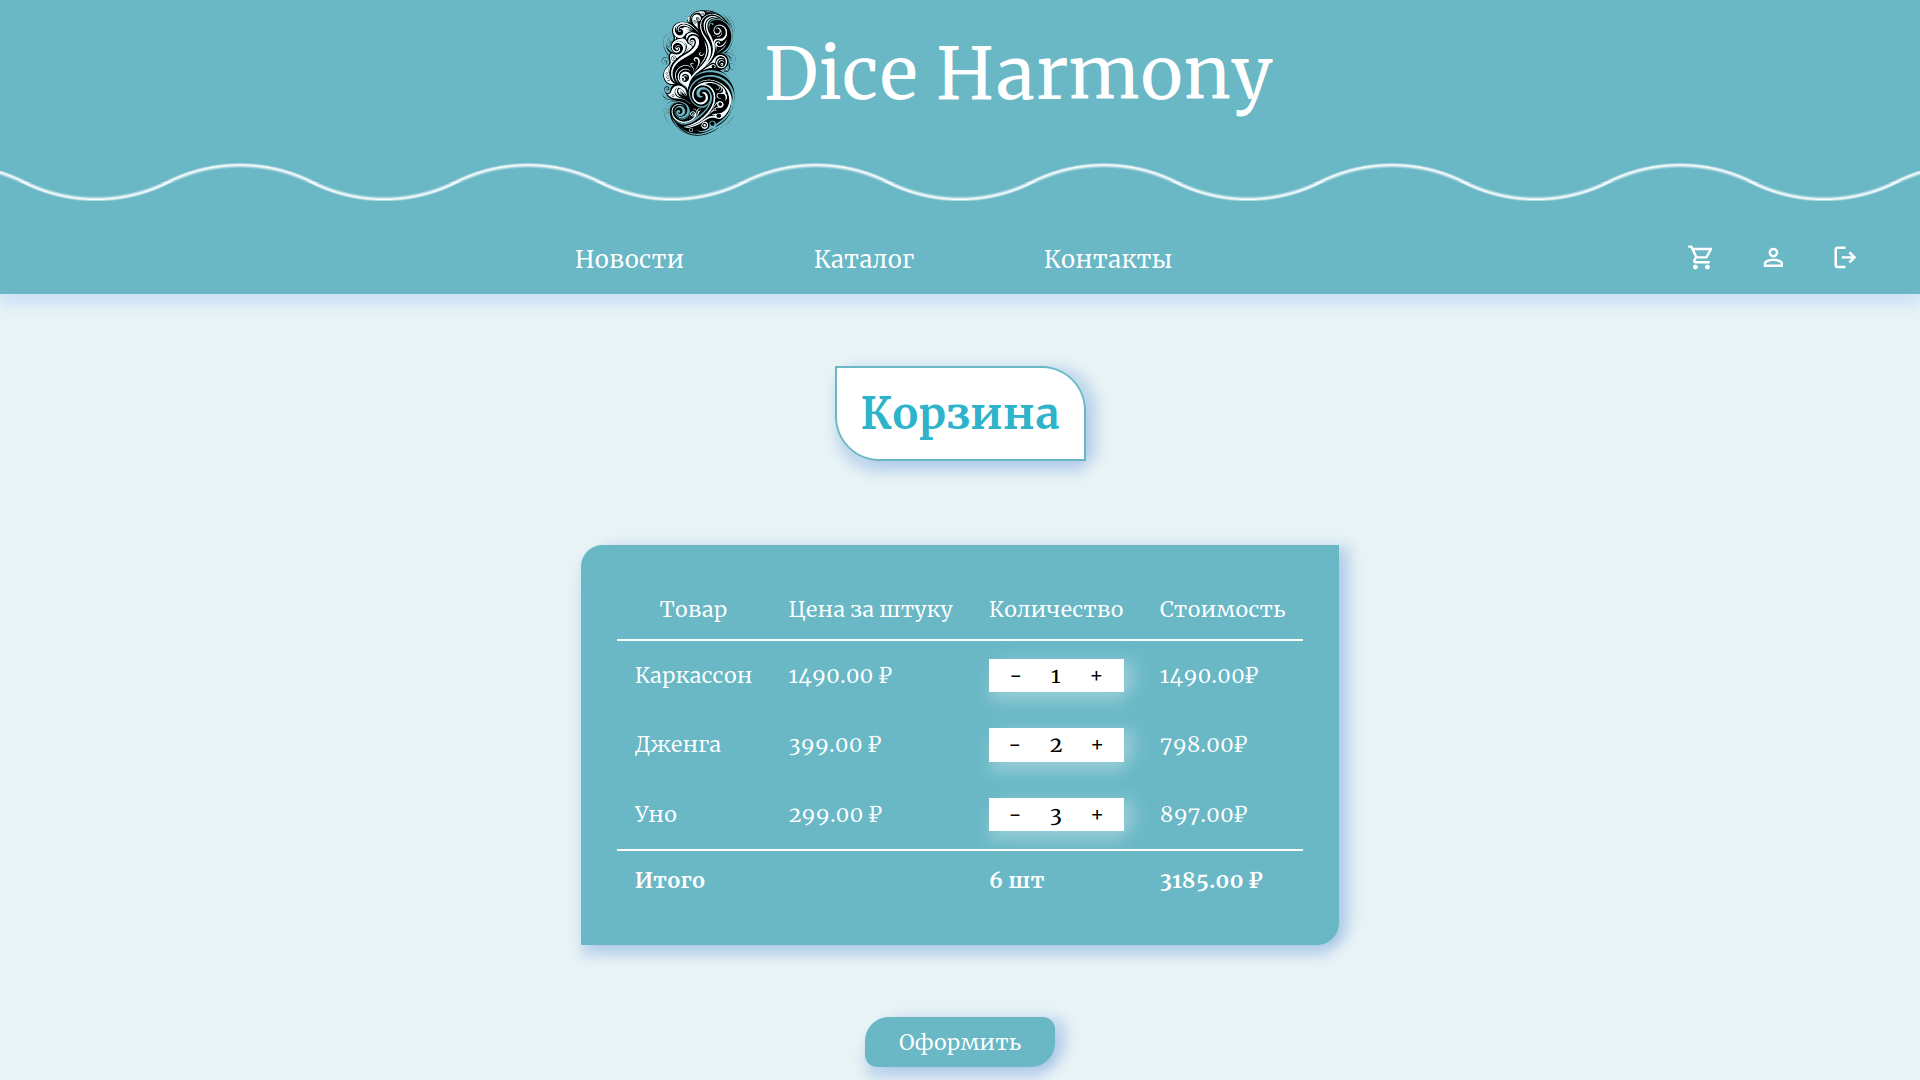 Dice Harmony
Новости Каталог Контакты
Корзина
Товар Цена за штуку Количество Стоимость
Каркассон 1490.00 ₽ - 1 + 1490.00₽
Дженга 399.00 ₽ - 2 + 798.00₽
Уно 299.00 ₽ - 3 + 897.00₽
Итого 6 шт 3185.00 ₽
Оформить